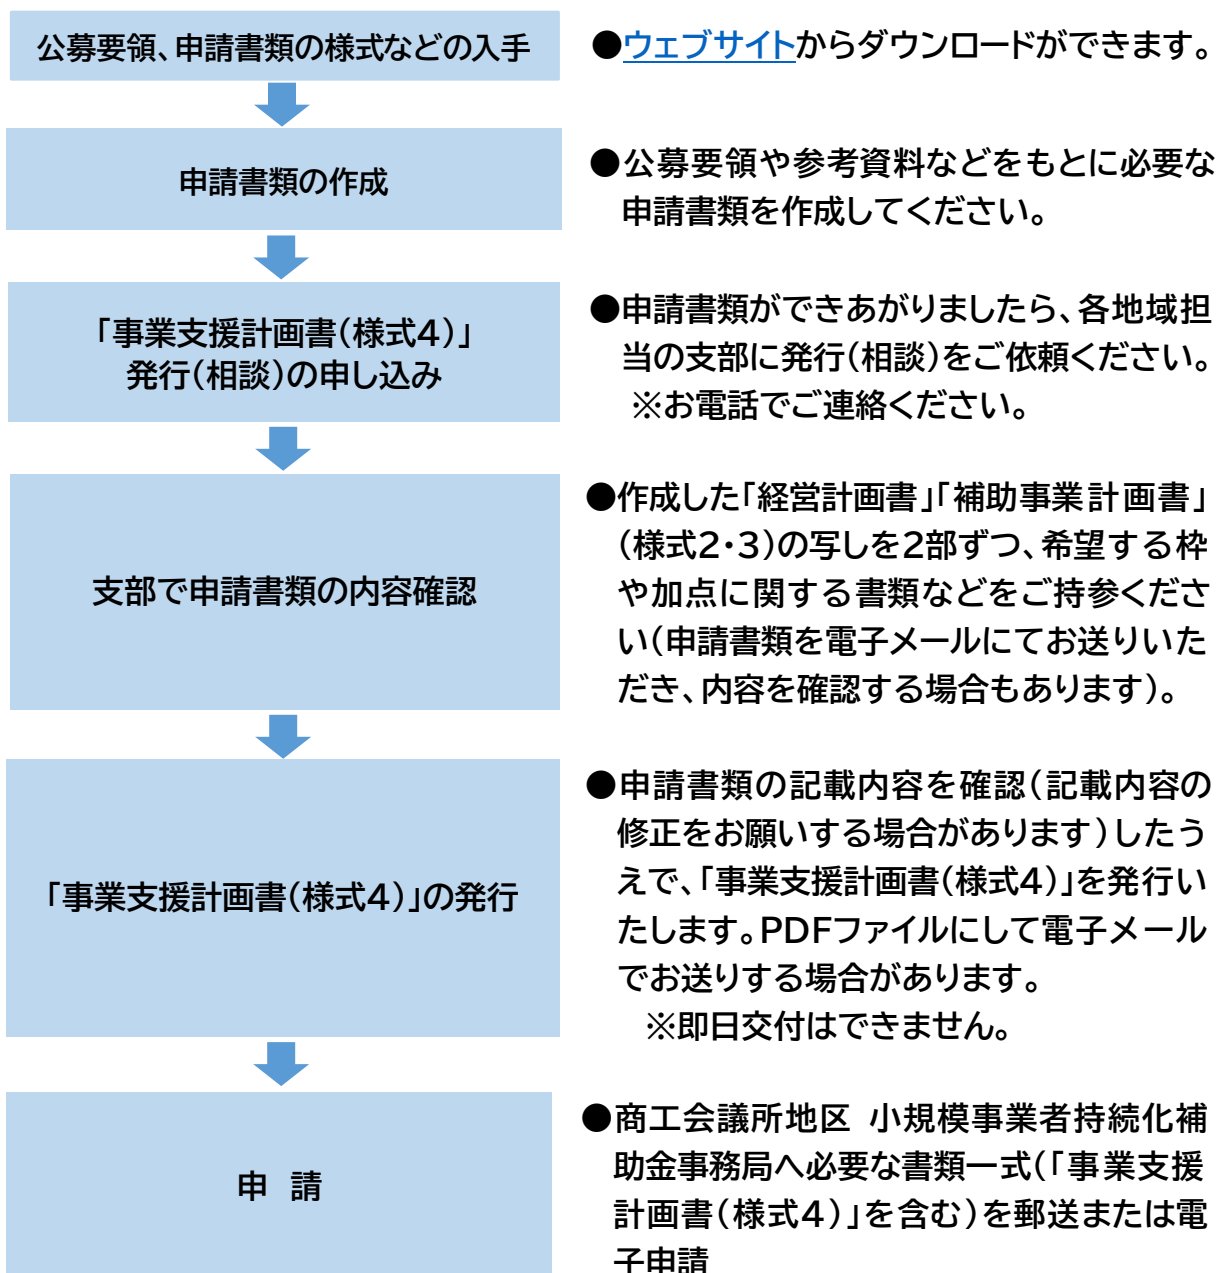 公募要領、申請書類の様式などの入手
●ウェブサイトからダウンロードができます。
申請書類の作成
●公募要領や参考資料などをもとに必要な
申請書類を作成してください。
「事業支援計画書(様式4)」
発行(相談)の申し込み
●申請書類ができあがりましたら、各地域担
当の支部に発行(相談)をご依頼ください。
※お電話でご連絡ください。
支部で申請書類の内容確認
●作成した「経営計画書」「補助事業計画書」
(様式2・3)の写しを2部ずつ、希望する枠
や加点に関する書類などをご持参くださ
い(申請書類を電子メールにてお送りいた
だき、内容を確認する場合もあります)。
「事業支援計画書(様式4)」の発行
●申請書類の記載内容を確認(記載内容の
修正をお願いする場合があります)したう
えで、「事業支援計画書(様式4)」を発行い
たします。PDFファイルにして電子メール
でお送りする場合があります。
※即日交付はできません。
申 請
●商工会議所地区 小規模事業者持続化補
助金事務局へ必要な書類一式(「事業支援
計画書(様式4)」を含む)を郵送または電
子申請